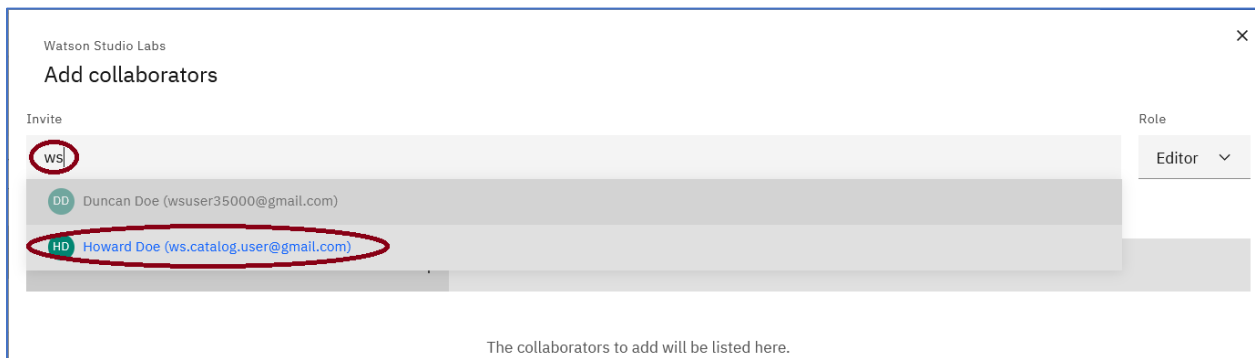 Watson Studio Labs
Add collaborators
Invite
Role
ws
Editor
DD Duncan Doe (wsuser35000@gmail.com)
HD Howard Doe (ws.catalog.user@gmail.com)
The collaborators to add will be listed here.